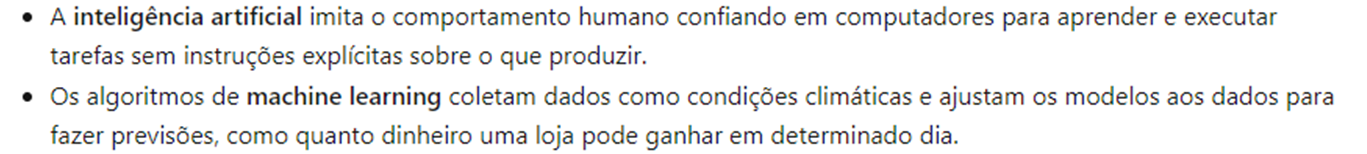 • A inteligência artificial imita o comportamento humano confiando em computadores para aprender e executar
tarefas sem instruções explícitas sobre o que produzir.
• Os algoritmos de machine learning coletam dados como condições climáticas e ajustam os modelos aos dados para
fazer previsões, como quanto dinheiro uma loja pode ganhar em determinado dia.